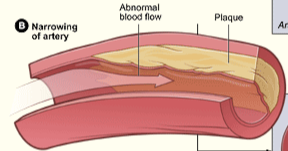 B Narrowing
of artery
Abnormal
blood flow
Plaque